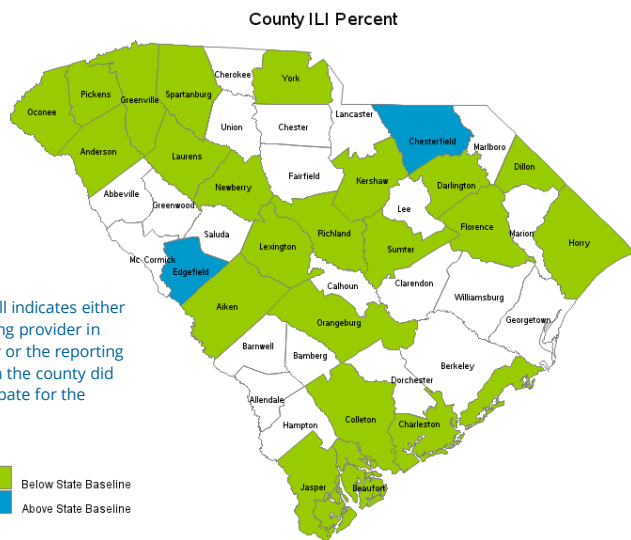 County ILI Percent
Cherokee
York
Spartanburg
Pickens
Greenville
Oconee
Lancaster
Union
Chester
Chesterfield
Marlboro
Anderson
Laurens
Fairfield
Kershaw
Dillon
Darlington
Newberry
Abbeville
Greenwood
Lee
Florence
Marion
Horry
Saluda
Lexington
Richland
Sumter
Mc Cormick
Edgefield
Calhoun
Clarendon
Williamsburg
Aiken
Orangeburg
Georgetown
ll indicates either
ng provider in
y or the reporting
the county did
pate for the
Barnwell
Bamberg
Berkeley
Dorchester
Allendale
Hampton
Colleton
Charleston
Jasper
Beaufort
Below State Baseline
Above State Baseline